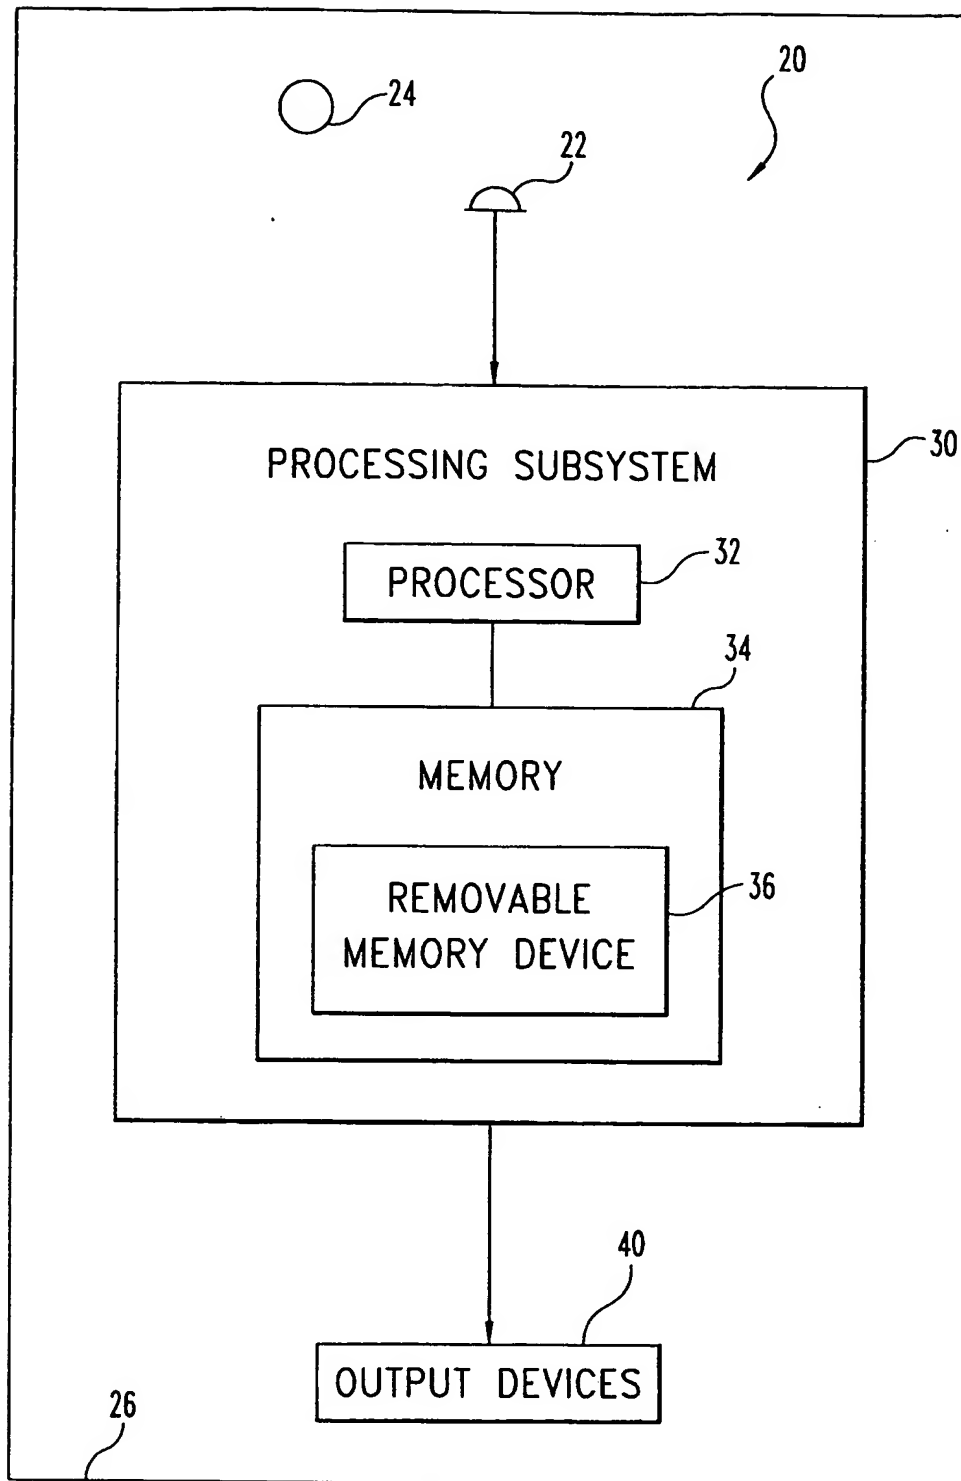 20
24
22
PROCESSING SUBSYSTEM
30
PROCESSOR
32
34
MEMORY
REMOVABLE
MEMORY DEVICE
36
40
OUTPUT DEVICES
26